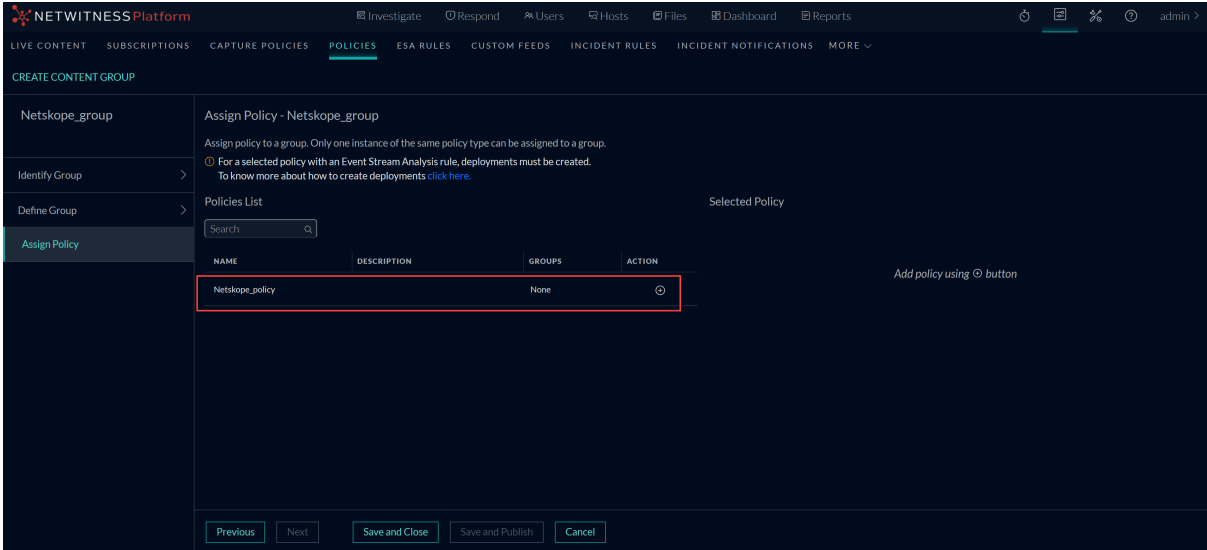 NETWITNESS Platform
Investigate Respond Users Hosts Files Dashboard Reports admin >
LIVE CONTENT SUBSCRIPTIONS CAPTURE POLICIES POLICIES ESA RULES CUSTOM FEEDS INCIDENT RULES INCIDENT NOTIFICATIONS MORE
CREATE CONTENT GROUP
Netskope_group
Identify Group
Define Group
Assign Policy
Assign Policy - Netskope_group
Assign policy to a group. Only one instance of the same policy type can be assigned to a group.
For a selected policy with an Event Stream Analysis rule, deployments must be created.
To know more about how to create deployments click here.
Policies List
Search
NAME DESCRIPTION GROUPS ACTION
Netskope_policy None
Selected Policy
Add policy using ⊕ button
Previous Next Save and Close Save and Publish Cancel